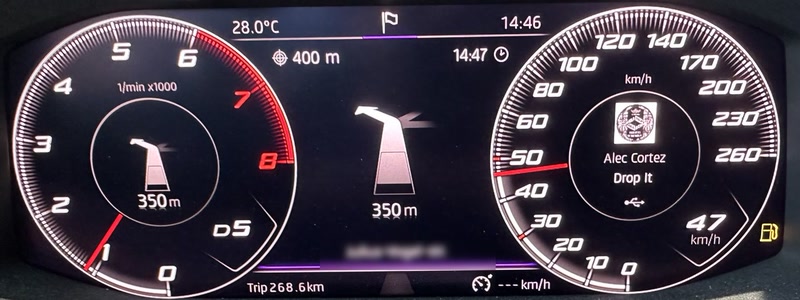 28.0°C
14:46
400 m
14:47
1/min x1000
0
1
2
3
4
5
6
7
8
350 m
D5
350 m
Trip 268.6 km
--- km/h
km/h
0
10
20
30
40
50
60
80
100
120
140
170
200
230
260
Alec Cortez
Drop It
47
km/h